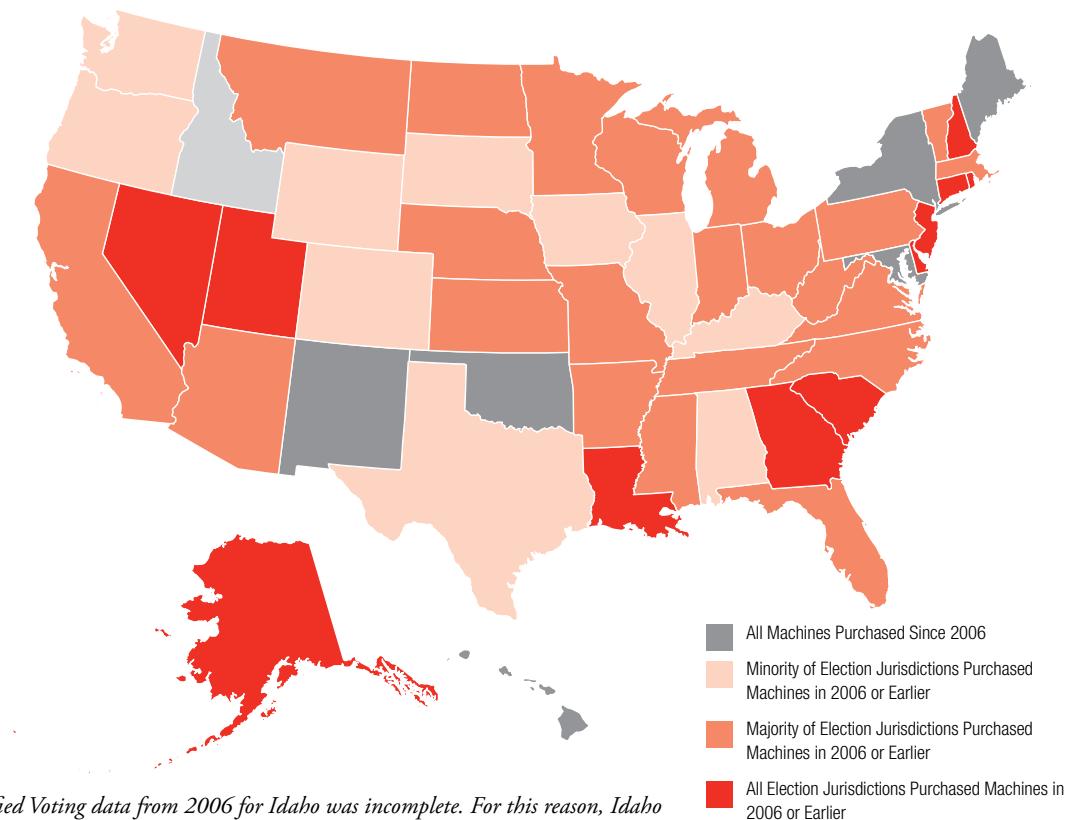 All Machines Purchased Since 2006
Minority of Election Jurisdictions Purchased
Machines in 2006 or Earlier
Majority of Election Jurisdictions Purchased
Machines in 2006 or Earlier
All Election Jurisdictions Purchased Machines in
2006 or Earlier
Voting data from 2006 for Idaho was incomplete. For this reason, Idaho